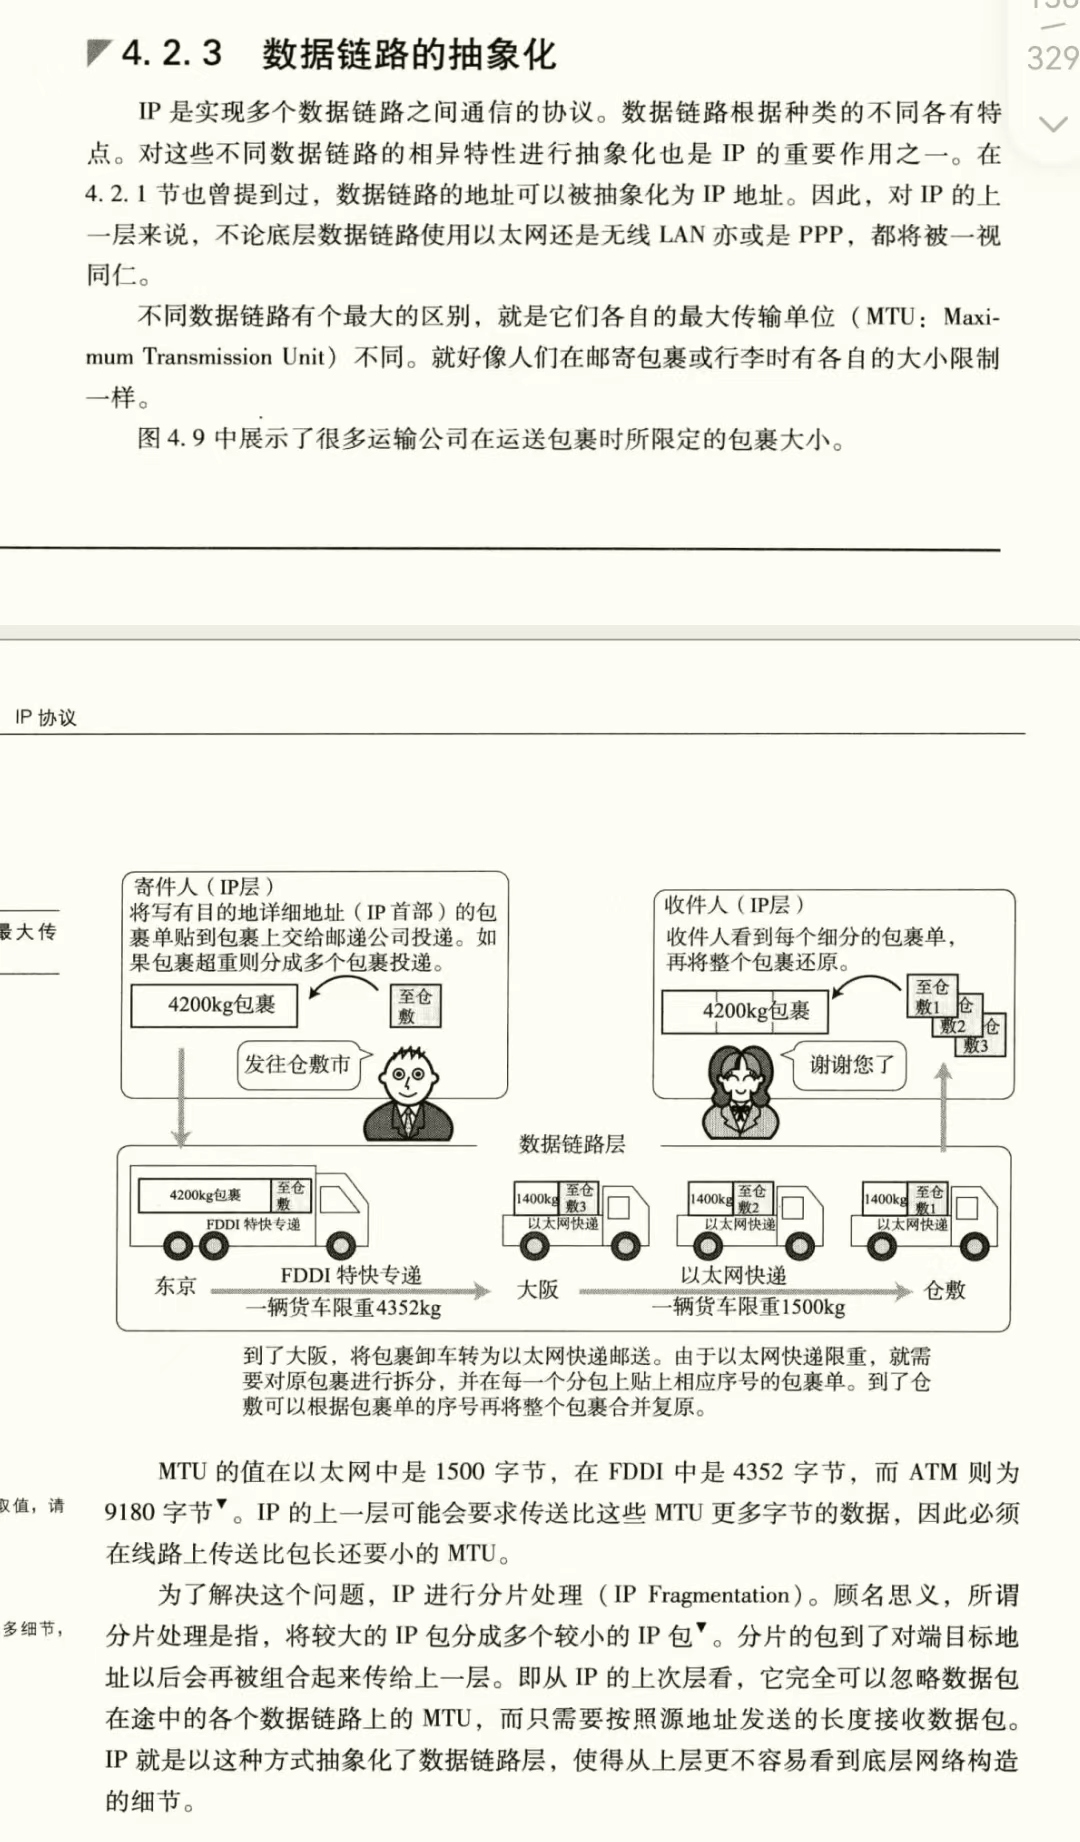 329
4.2.3 数据链路的抽象化
IP 是实现多个数据链路之间通信的协议。数据链路根据种类的不同各有特
点。对这些不同数据链路的相异特性进行抽象化也是 IP 的重要作用之一。在
4.2.1 节也曾提到过，数据链路的地址可以被抽象化为 IP 地址。因此，对 IP 的上
一层来说，不论底层数据链路使用以太网还是无线 LAN 亦或是 PPP，都将被一视
同仁。
不同数据链路有个最大的区别，就是它们各自的最大传输单位（MTU：Maxi-
mum Transmission Unit）不同。就好像人们在邮寄包裹或行李时有各自的大小限制
一样。
图 4.9 中展示了很多运输公司在运送包裹时所限定的包裹大小。
IP 协议
最大传
寄件人（IP层）
将写有目的地详细地址（IP 首部）的包
裹单贴到包裹上交给邮递公司投递。如
果包裹超重则分成多个包裹投递。
4200kg包裹
至仓
敷
发往仓敷市
收件人（IP层）
收件人看到每个细分的包裹单，
再将整个包裹还原。
4200kg包裹
至仓
敷1
仓
敷2
仓
敷3
谢谢您了
数据链路层
4200kg包裹
至仓
敷
FDDI 特快专递
1400kg
至仓
敷3
以太网快递
1400kg
至仓
敷2
以太网快递
1400kg
至仓
敷1
以太网快递
东京
FDDI 特快专递
一辆货车限重4352kg
大阪
以太网快递
一辆货车限重1500kg
仓敷
到了大阪，将包裹卸车转为以太网快递邮送。由于以太网快递限重，就需
要对原包裹进行拆分，并在每一个分包上贴上相应序号的包裹单。到了仓
敷可以根据包裹单的序号再将整个包裹合并复原。
MTU 的值在以太网中是 1500 字节，在 FDDI 中是 4352 字节，而 ATM 则为
取值，请
9180 字节▼。IP 的上一层可能会要求传送比这些 MTU 更多字节的数据，因此必须
在线路上传送比包长还要小的 MTU。
为了解决这个问题，IP 进行分片处理（IP Fragmentation）。顾名思义，所谓
多细节，
分片处理是指，将较大的 IP 包分成多个较小的 IP 包▼。分片的包到了对端目标地
址以后会再被组合起来传给上一层。即从 IP 的上次层看，它完全可以忽略数据包
在途中的各个数据链路上的 MTU，而只需要按照源地址发送的长度接收数据包。
IP 就是以这种方式抽象化了数据链路层，使得从上层更不容易看到底层网络构造
的细节。